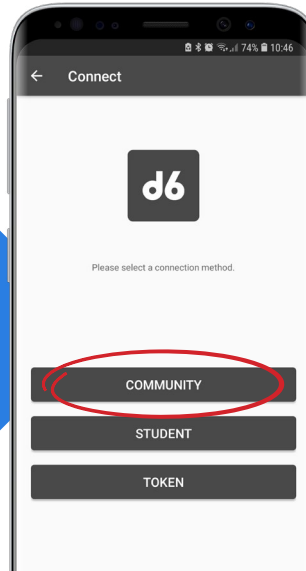 74% 10:46
Connect
d6
Please select a connection method.
COMMUNITY
STUDENT
TOKEN